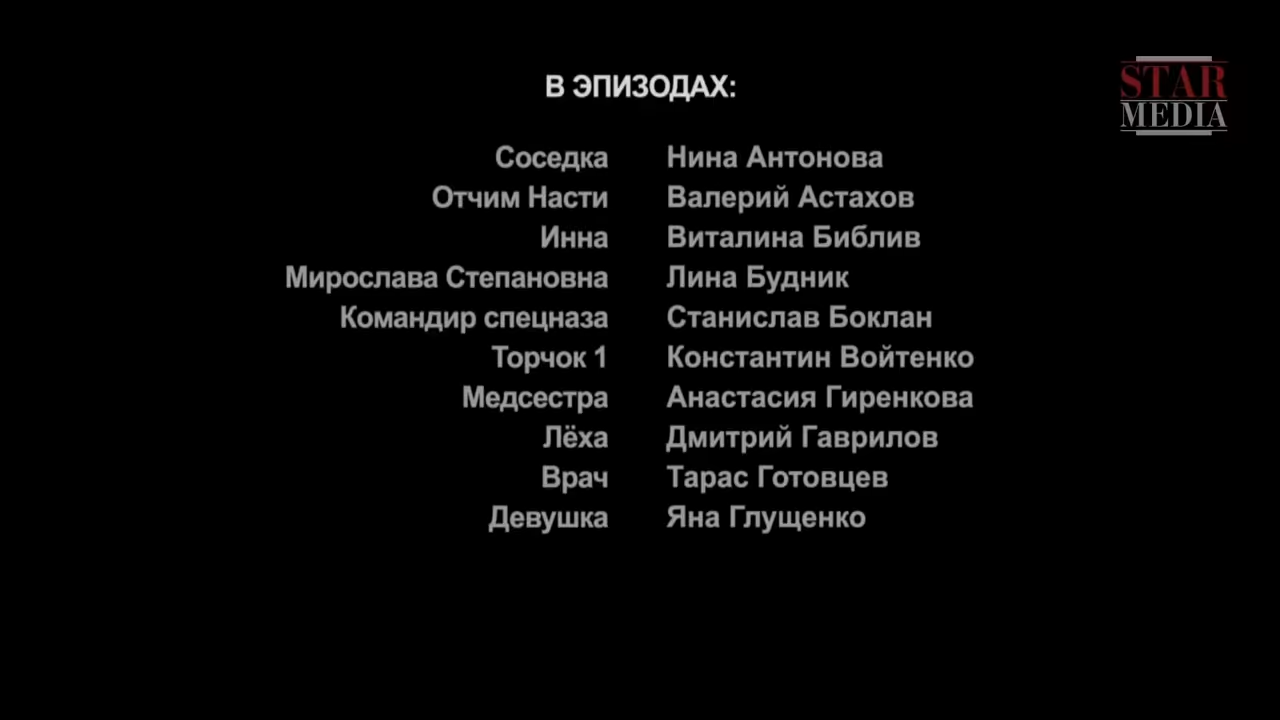 STAR
MEDIA
В ЭПИЗОДАХ:
Соседка Нина Антонова
Отчим Насти Валерий Астахов
Инна Виталина Библив
Мирослава Степановна Лина Будник
Командир спецназа Станислав Боклан
Торчок 1 Константин Войтенко
Медсестра Анастасия Гиренкова
Лёха Дмитрий Гаврилов
Врач Тарас Готовцев
Девушка Яна Глущенко